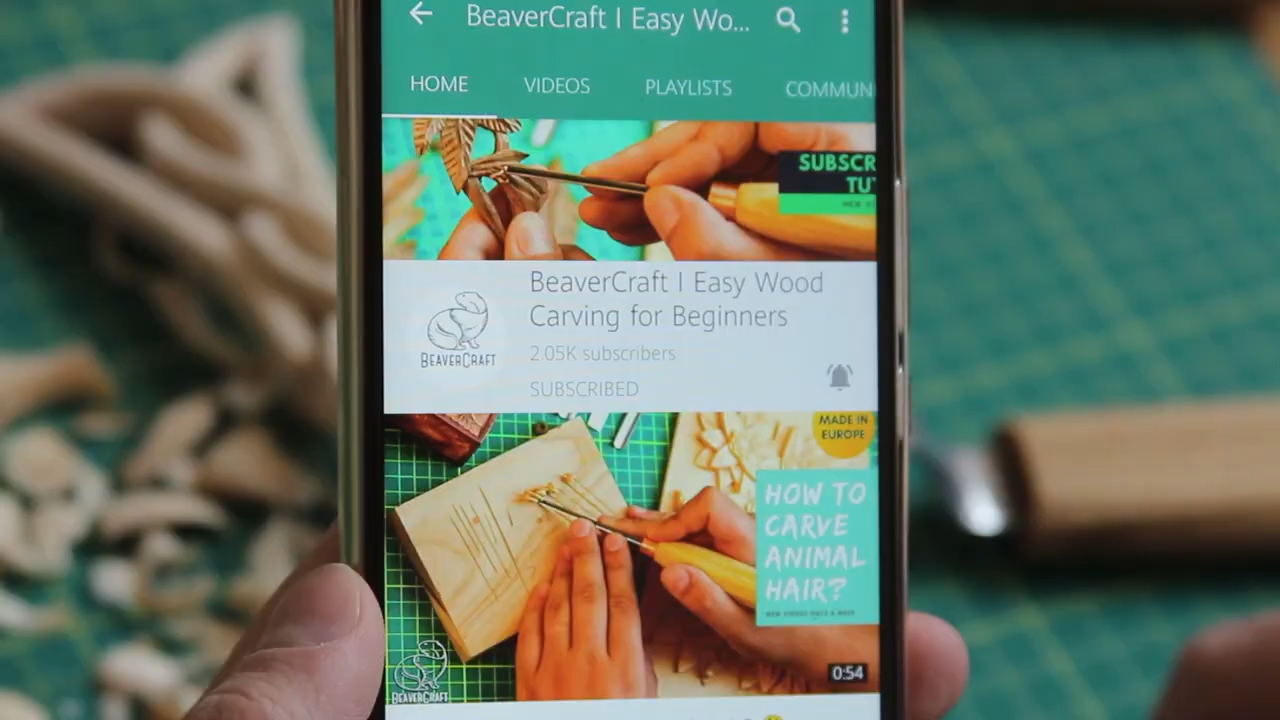 BeaverCraft I Easy Wo...
HOME VIDEOS PLAYLISTS COMMUN
SUBSCR
TU
BeaverCraft I Easy Wood
Carving for Beginners
BEAVERCRAFT
2.05K subscribers
SUBSCRIBED
MADE IN
EUROPE
HOW TO
CARVE
ANIMAL
HAIR?
BEAVERCRAFT
0:54